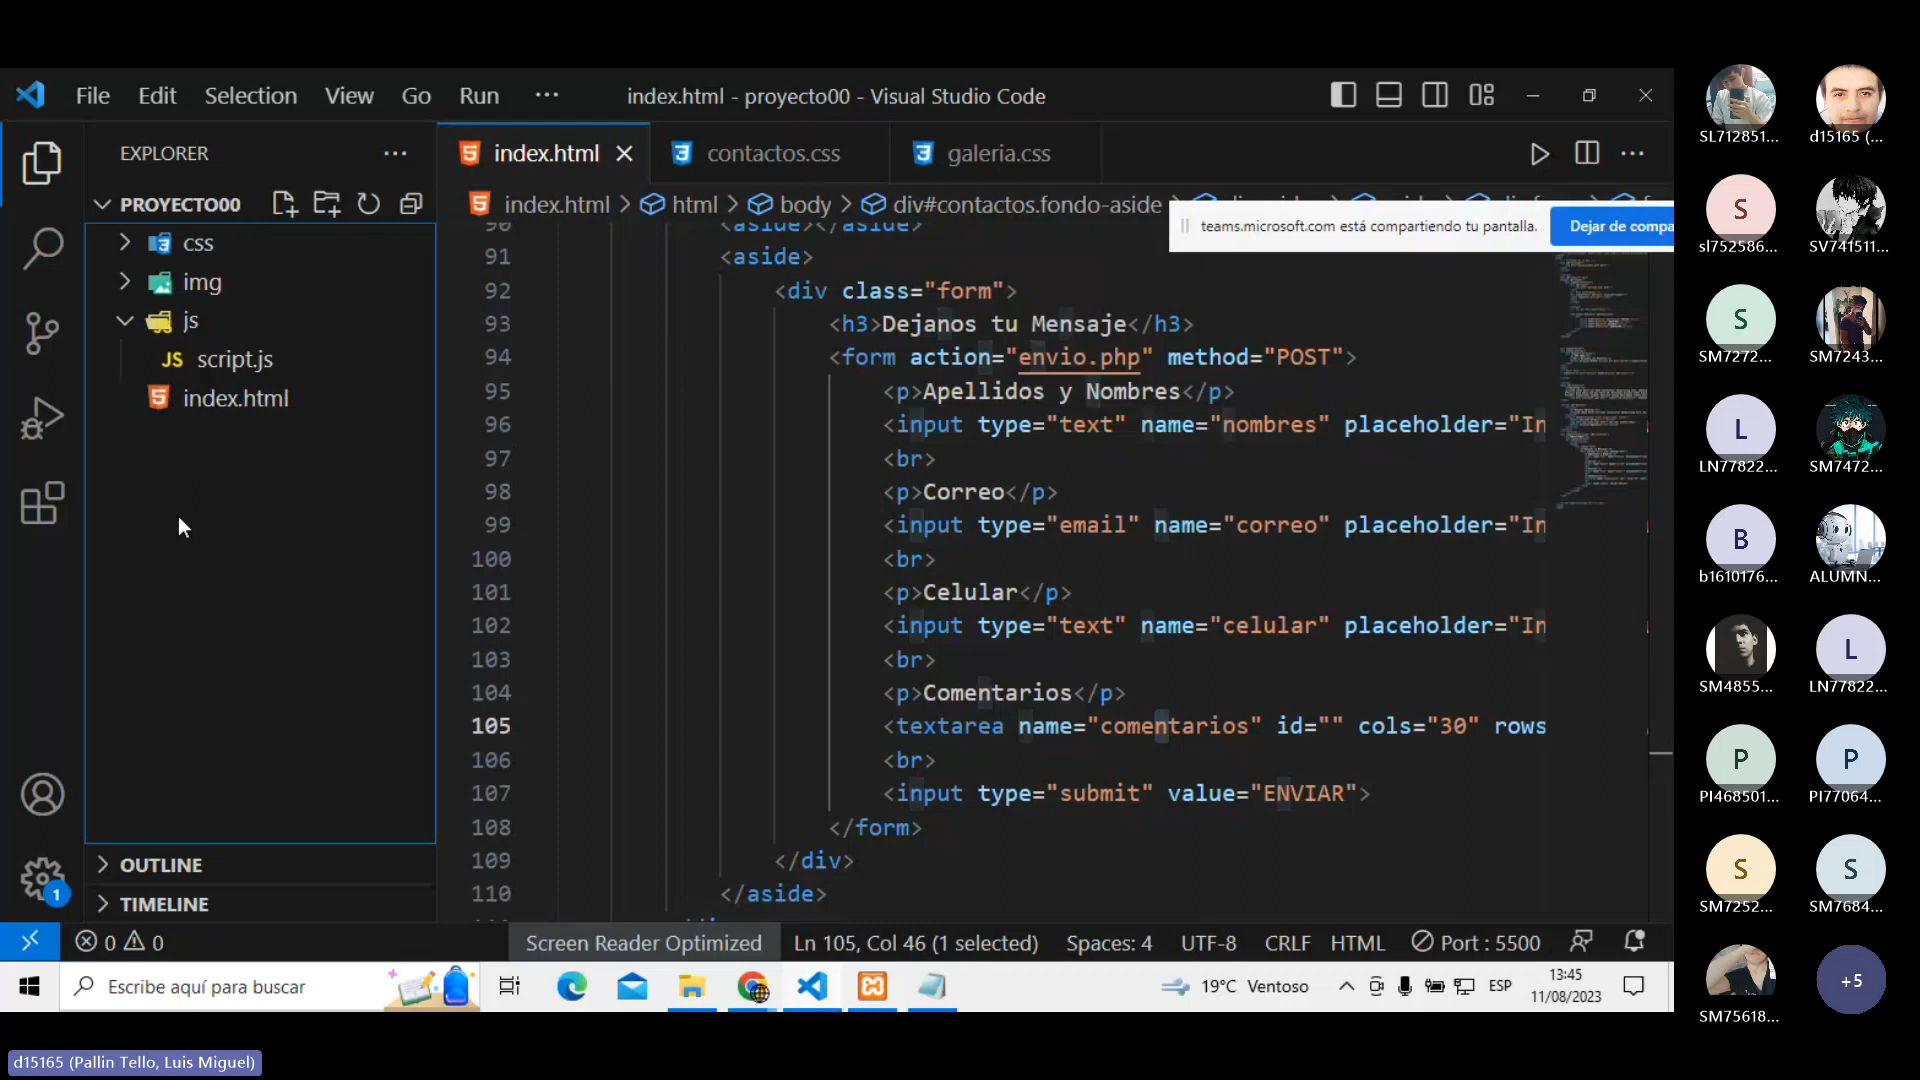 File Edit Selection View Go Run ··· index.html - proyecto00 - Visual Studio Code
EXPLORER ···
index.html contactos.css galeria.css
PROYECTO00
index.html > html > body > div#contactos.fondo-aside
teams.microsoft.com está compartiendo tu pantalla. Dejar de compa
css
img
js
JS script.js
index.html
OUTLINE
TIMELINE
90 <aside></aside>
91 <aside>
92 <div class="form">
93 <h3>Dejanos tu Mensaje</h3>
94 <form action="envio.php" method="POST">
95 <p>Apellidos y Nombres</p>
96 <input type="text" name="nombres" placeholder="In
97 <br>
98 <p>Correo</p>
99 <input type="email" name="correo" placeholder="In
100 <br>
101 <p>Celular</p>
102 <input type="text" name="celular" placeholder="In
103 <br>
104 <p>Comentarios</p>
105 <textarea name="comentarios" id="" cols="30" rows
106 <br>
107 <input type="submit" value="ENVIAR">
108 </form>
109 </div>
110 </aside>
1
0 0 Screen Reader Optimized Ln 105, Col 46 (1 selected) Spaces: 4 UTF-8 CRLF HTML Port : 5500
Escribe aquí para buscar
19°C Ventoso ESP 13:45
11/08/2023
SL712851... d15165 (...
S
sl752586... SV741511...
S
SM7272... SM7243...
L
LN77822... SM7472...
B
b1610176... ALUMN...
L
SM4855... LN77822...
P P
PI468501... PI77064...
S S
SM7252... SM7684...
+5
SM75618...
d15165 (Pallin Tello, Luis Miguel)